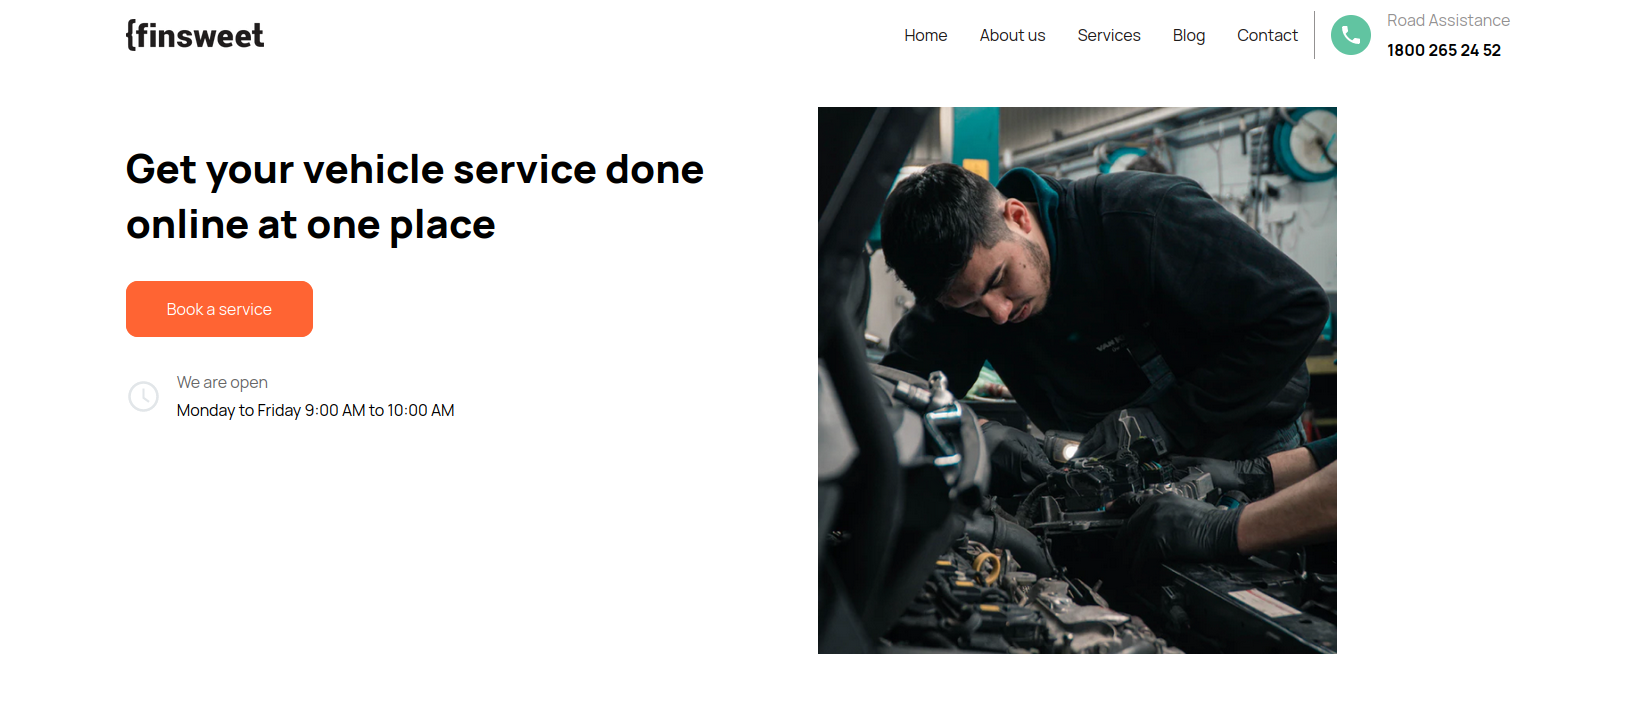 {finsweet
Home About us Services Blog Contact
Road Assistance
1800 265 24 52
Get your vehicle service done
online at one place
Book a service
We are open
Monday to Friday 9:00 AM to 10:00 AM